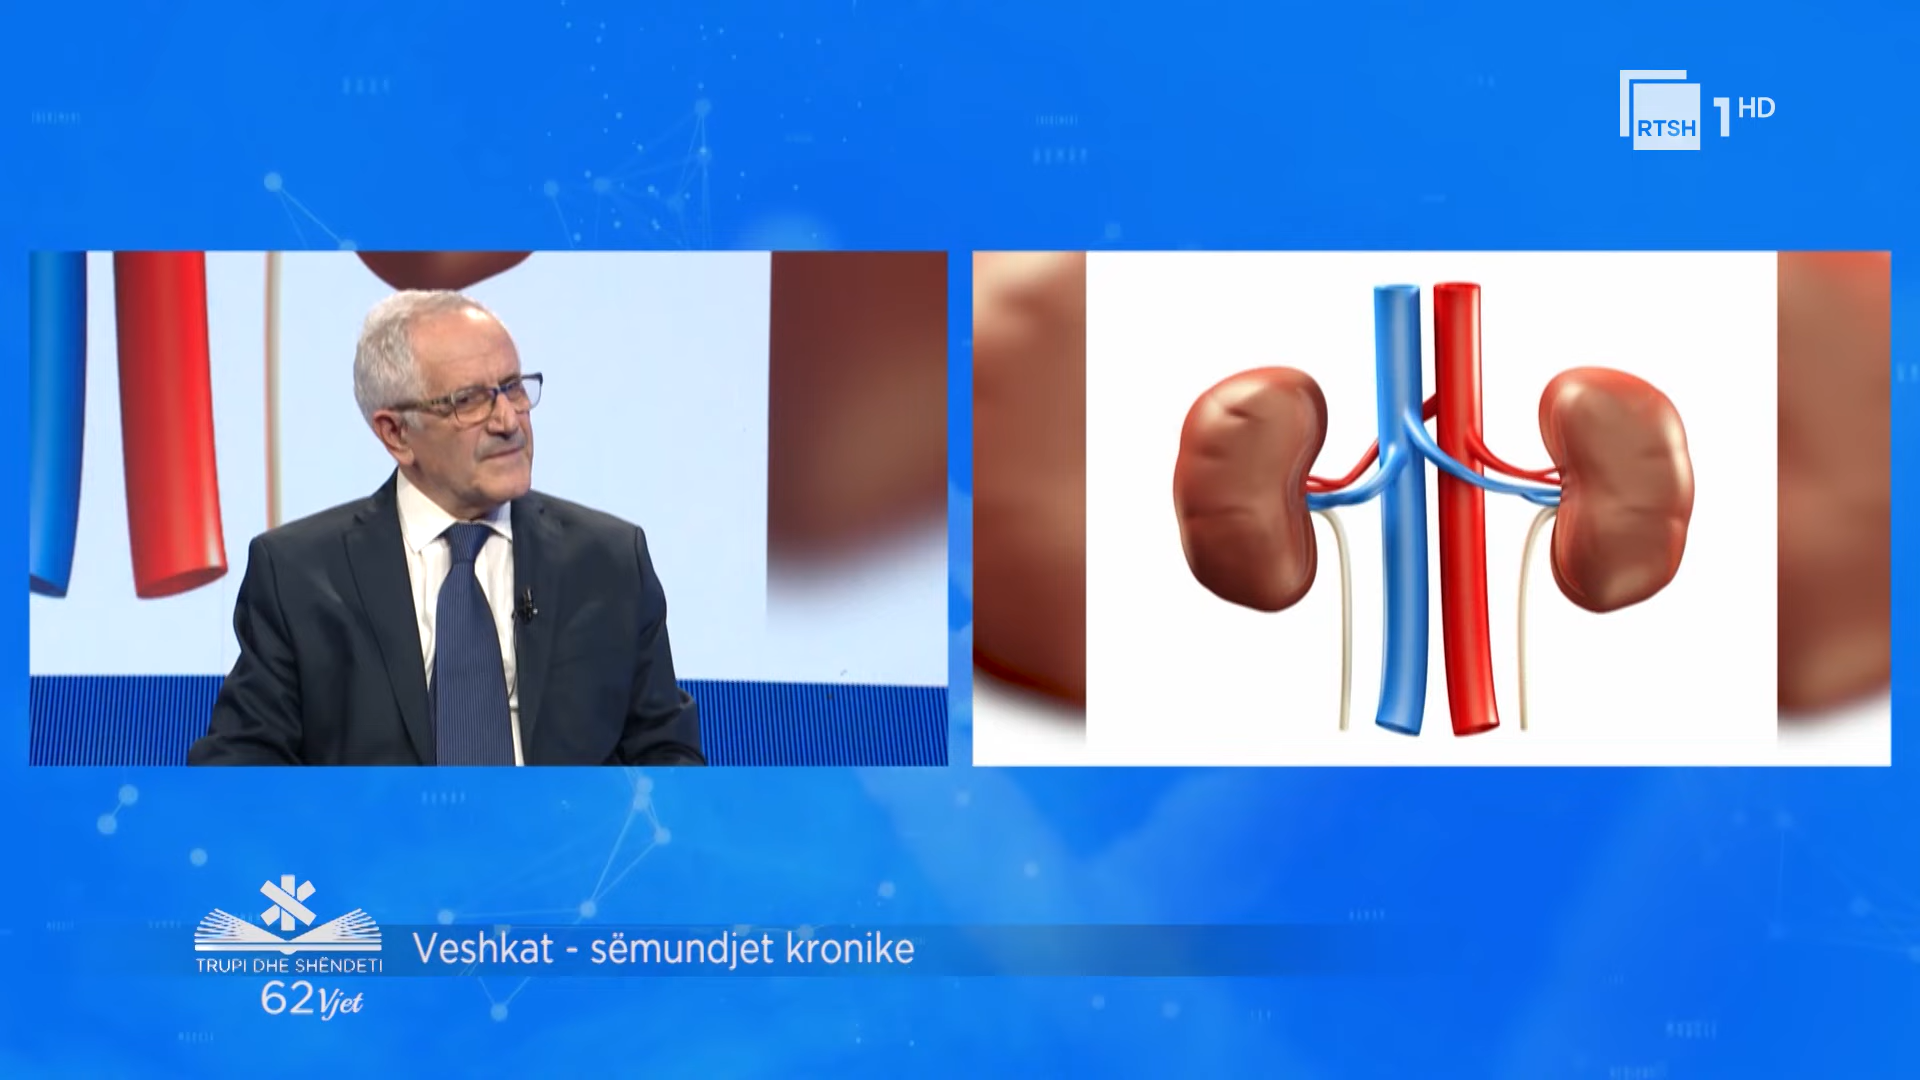 RTSH 1 HD
Veshkat - sëmundjet kronike
TRUPI DHE SHËNDETI
62 Vjet